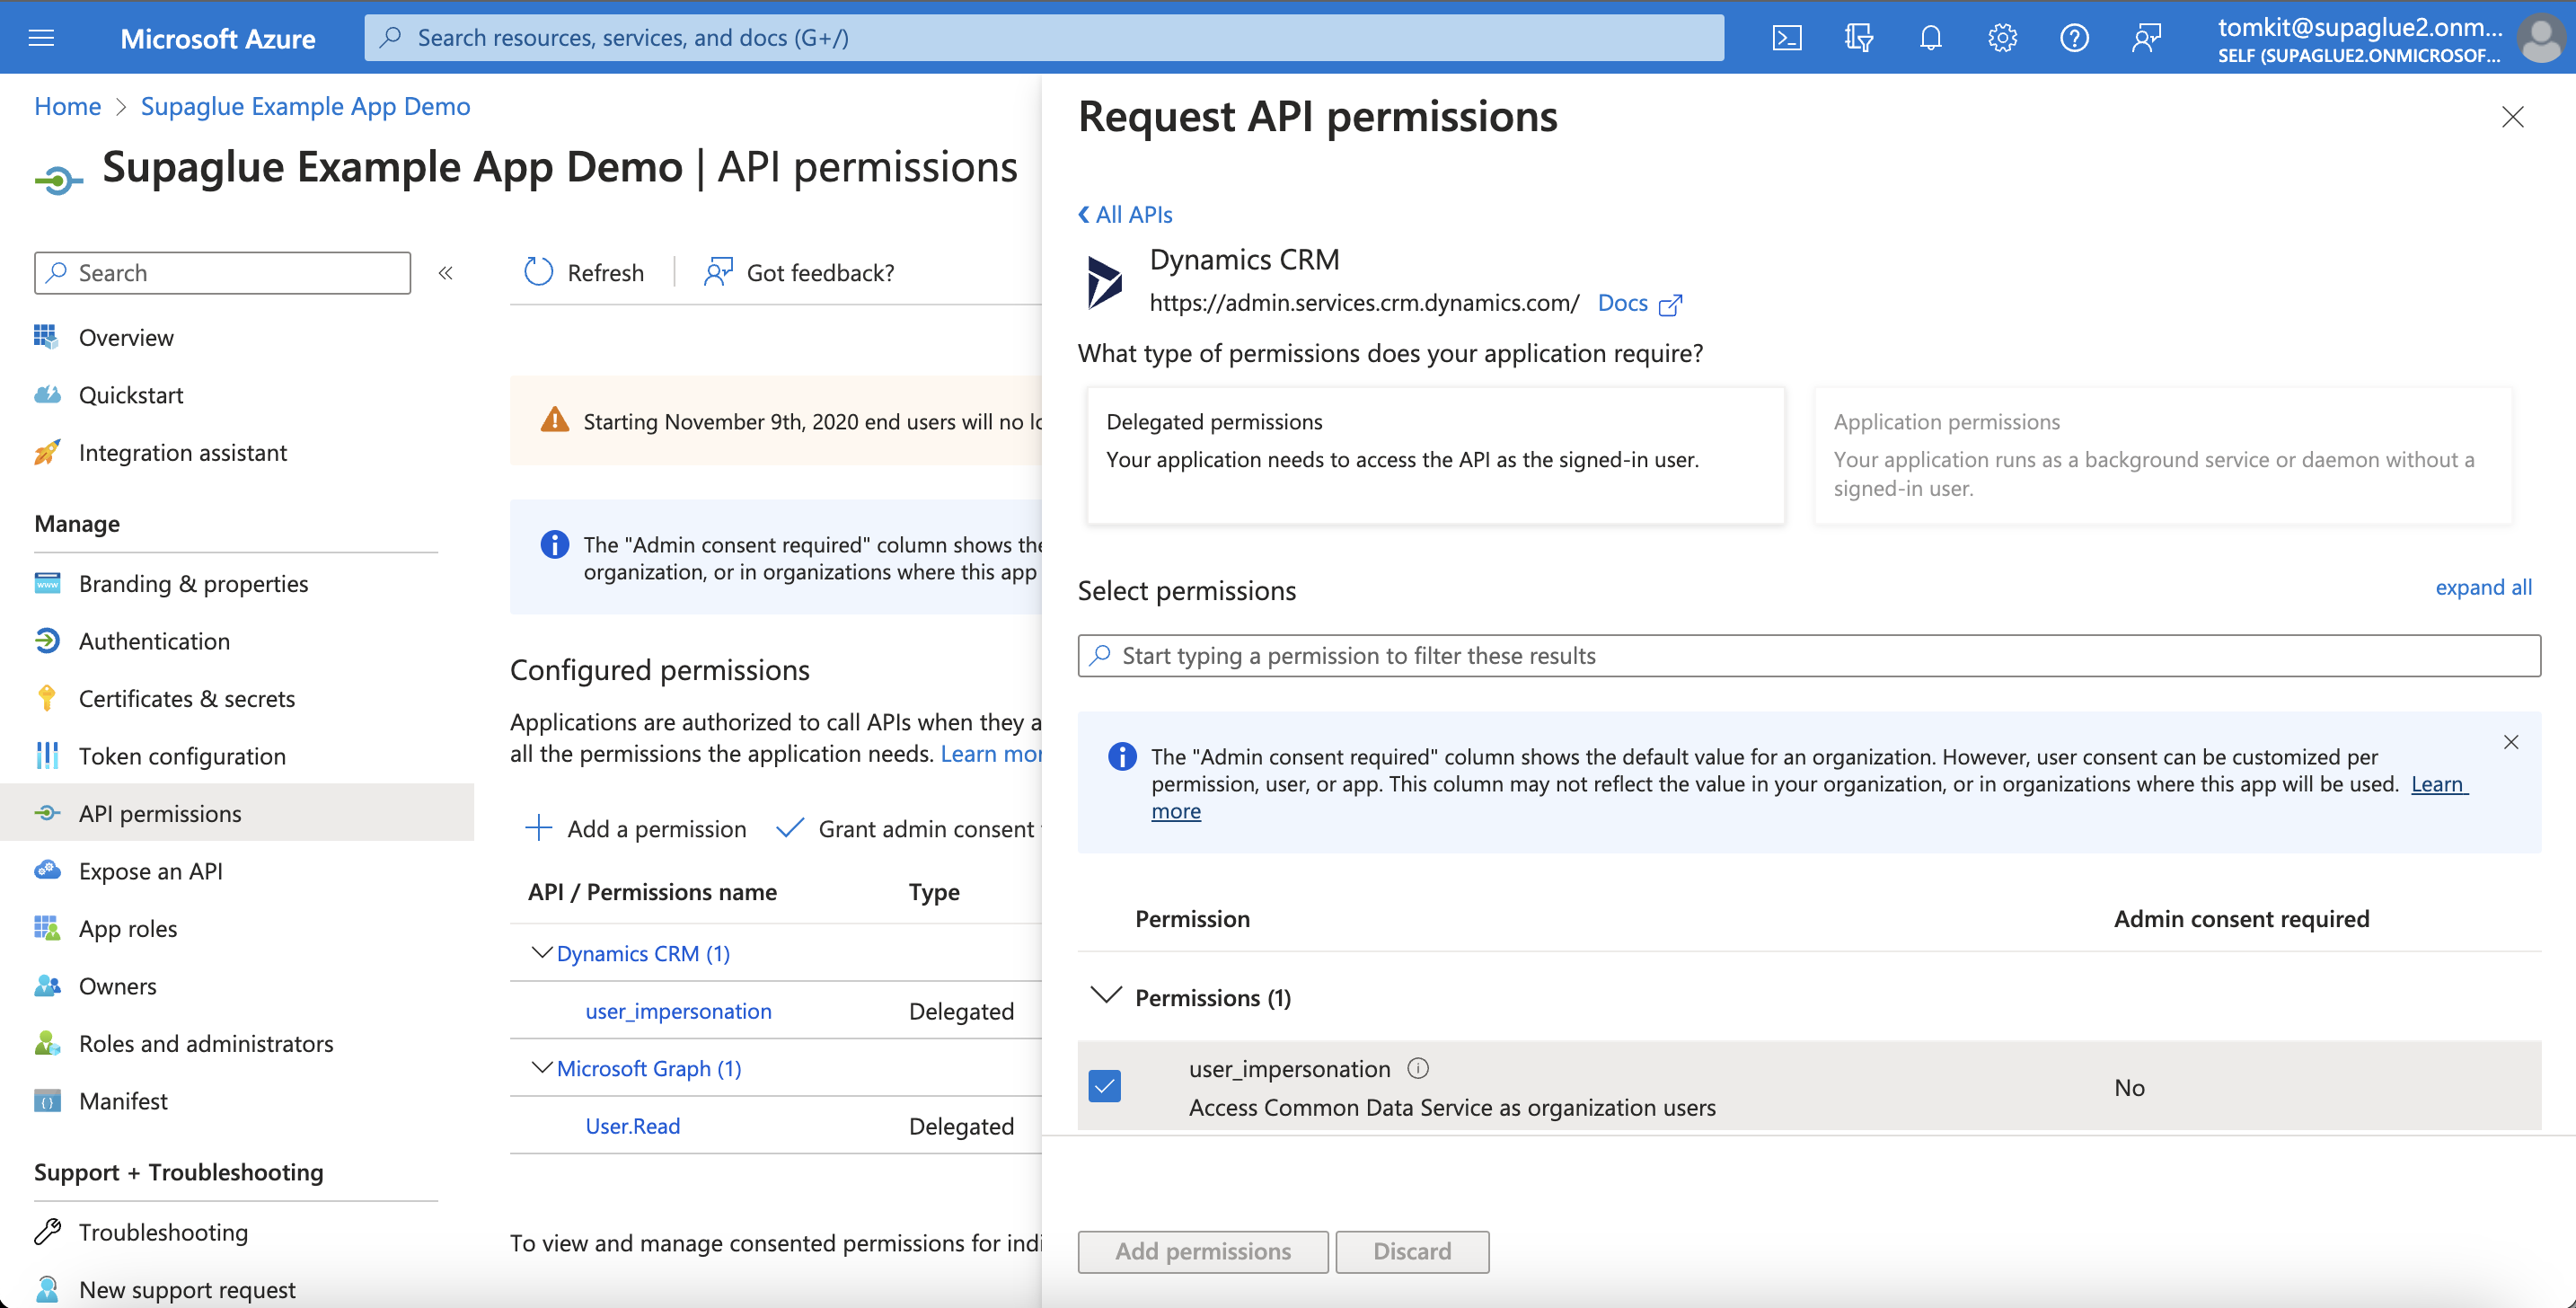 Microsoft Azure
Search resources, services, and docs (G+/)
tomkit@supaglue2.onm...
SELF (SUPAGLUE2.ONMICROSOF...
Home > Supaglue Example App Demo
Supaglue Example App Demo | API permissions
Search
«
Overview
Quickstart
Integration assistant
Manage
Branding & properties
Authentication
Certificates & secrets
Token configuration
API permissions
Expose an API
App roles
Owners
Roles and administrators
Manifest
Support + Troubleshooting
Troubleshooting
New support request
Refresh
Got feedback?
Starting November 9th, 2020 end users will no lo
The "Admin consent required" column shows the
organization, or in organizations where this app
Configured permissions
Applications are authorized to call APIs when they a
all the permissions the application needs. Learn mor
Add a permission
Grant admin consent
API / Permissions name Type
Dynamics CRM (1)
user_impersonation Delegated
Microsoft Graph (1)
User.Read Delegated
To view and manage consented permissions for indi
Request API permissions
All APIs
Dynamics CRM
https://admin.services.crm.dynamics.com/ Docs
What type of permissions does your application require?
Delegated permissions
Your application needs to access the API as the signed-in user.
Application permissions
Your application runs as a background service or daemon without a
signed-in user.
Select permissions
expand all
Start typing a permission to filter these results
The "Admin consent required" column shows the default value for an organization. However, user consent can be customized per
permission, user, or app. This column may not reflect the value in your organization, or in organizations where this app will be used. Learn
more
Permission Admin consent required
Permissions (1)
user_impersonation
Access Common Data Service as organization users
No
Add permissions
Discard